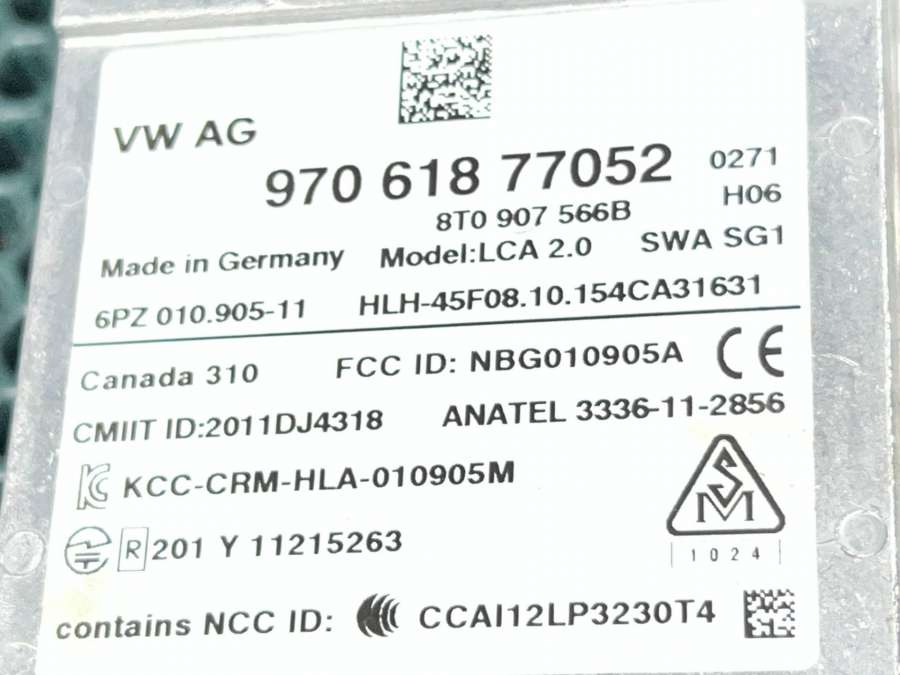 VW AG
970 618 77052 0271
8T0 907 566B H06
Made in Germany Model:LCA 2.0 SWA SG1
6PZ 010.905-11 HLH-45F08.10.154CA31631
Canada 310 FCC ID: NBG010905A CE
CMIIT ID:2011DJ4318 ANATEL 3336-11-2856
KC KCC-CRM-HLA-010905M
SM
R 201 Y 11215263
1024
contains NCC ID: CCAI12LP3230T4